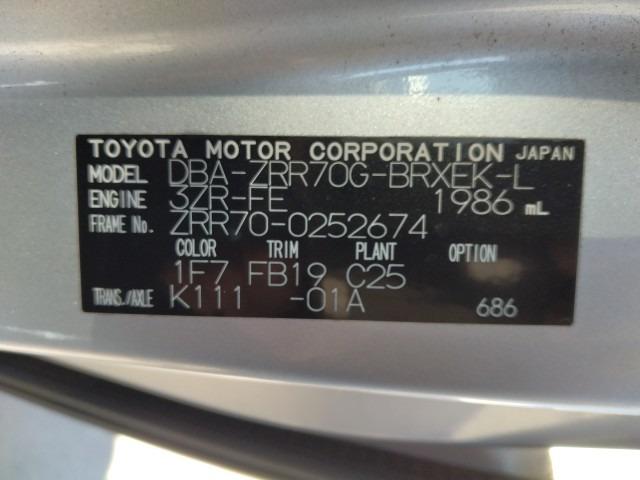 TOYOTA MOTOR CORPORATION JAPAN
MODEL DBA-ZRR70G-BRXEK-L
ENGINE 3ZR-FE 1986 mL
FRAME No. ZRR70-0252674
COLOR TRIM PLANT OPTION
1F7 FB19 C25
TRANS./AXLE K111 -01A 686